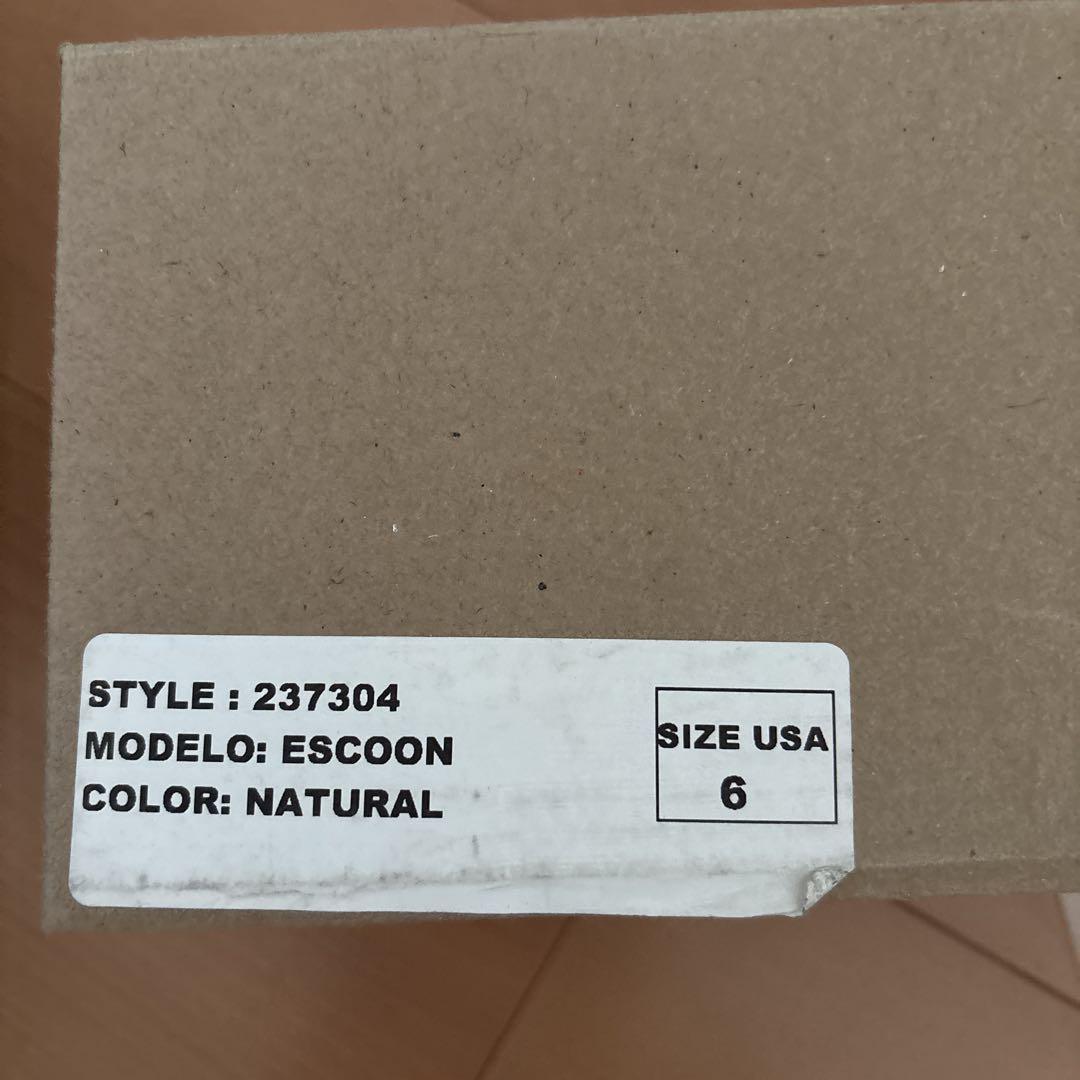 STYLE : 237304
MODELO: ESCOON
COLOR: NATURAL
SIZE USA
6